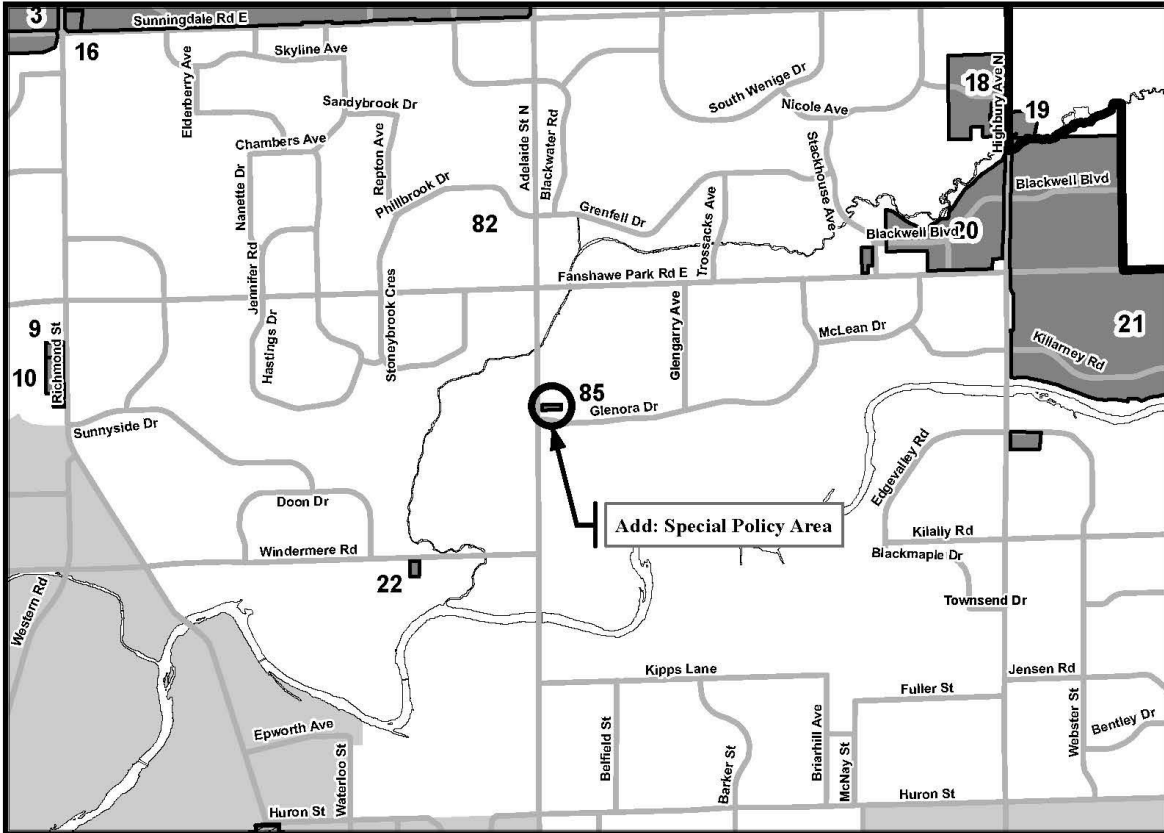 3
Sunningdale Rd E
16
Elderberry Ave
Skyline Ave
Sandybrook Dr
Chambers Ave
Repton Ave
Nanette Dr
Phillbrook Dr
Adelaide St N
Blackwater Rd
South Wenige Dr
Nicole Ave
Stackhouse Ave
18
Highbury Ave N
19
Blackwell Blvd
82
Grenfell Dr
Trossacks Ave
Blackwell Blvd
20
Jennifer Rd
Fanshawe Park Rd E
9
10
Richmond St
Hastings Dr
Stoneybrook Cres
Glengarry Ave
McLean Dr
21
Killarney Rd
85
Glenora Dr
Sunnyside Dr
Edgevalley Rd
Doon Dr
Add: Special Policy Area
Kilally Rd
Windermere Rd
Blackmaple Dr
22
Townsend Dr
Western Rd
Kipps Lane
Jensen Rd
Fuller St
Epworth Ave
Belfield St
Barker St
Briarhill Ave
McNay St
Webster St
Bentley Dr
Waterloo St
Huron St
Huron St